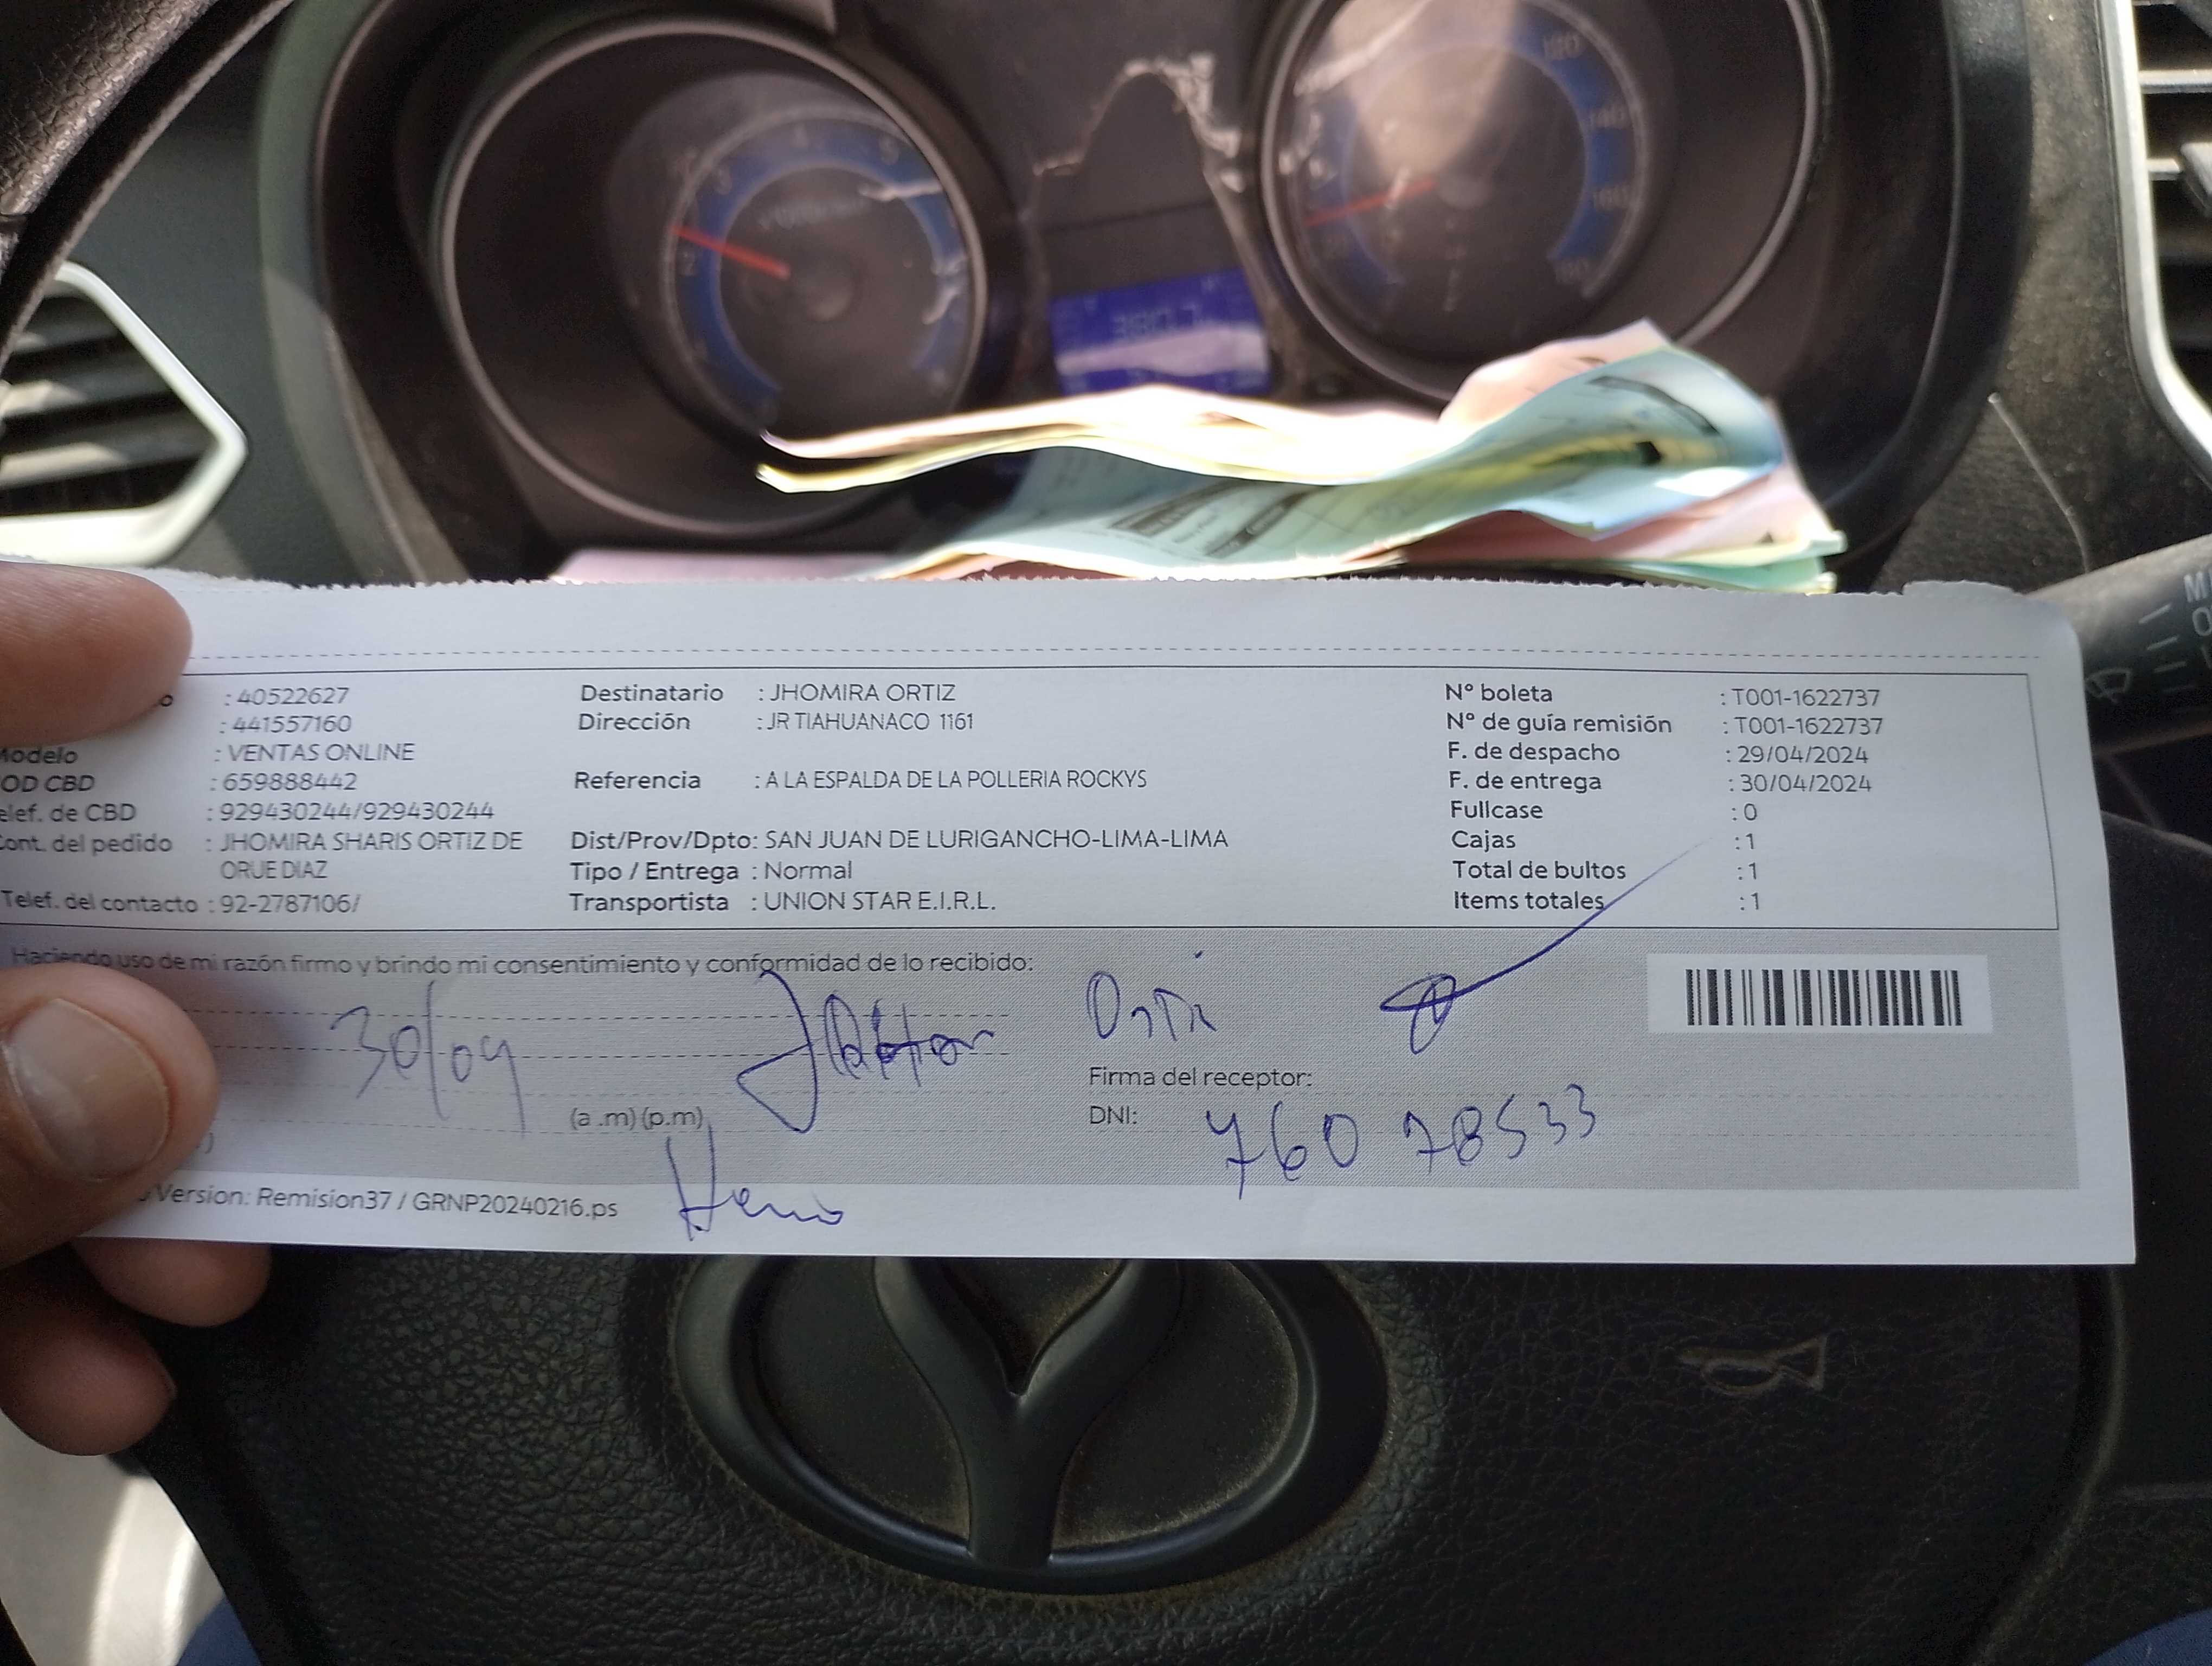 : 40522627
: 441557160
Modelo : VENTAS ONLINE
OD CBD : 659888442
elef. de CBD : 929430244/929430244
Cont. del pedido : JHOMIRA SHARIS ORTIZ DE
ORUE DIAZ
Telef. del contacto : 92-2787106/
Destinatario : JHOMIRA ORTIZ
Dirección : JR TIAHUANACO 1161
Referencia : A LA ESPALDA DE LA POLLERIA ROCKYS
Dist/Prov/Dpto: SAN JUAN DE LURIGANCHO-LIMA-LIMA
Tipo / Entrega : Normal
Transportista : UNION STAR E.I.R.L.
Nº boleta : T001-1622737
Nº de guía remisión : T001-1622737
F. de despacho : 29/04/2024
F. de entrega : 30/04/2024
Fullcase : 0
Cajas : 1
Total de bultos : 1
Items totales : 1
Haciendo uso de mi razón firmo y brindo mi consentimiento y conformidad de lo recibido:
30/04
Firma del receptor:
(a .m) (p.m)
DNI: 76078533
Version: Remision37 / GRNP20240216.ps